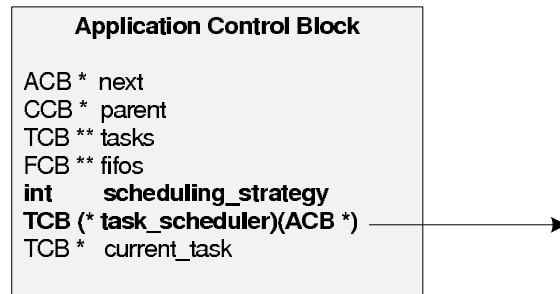 Application Control Block
ACB * next
CCB * parent
TCB ** tasks
FCB ** fifos
int scheduling_strategy
TCB (* task_scheduler)(ACB *)
TCB * current_task